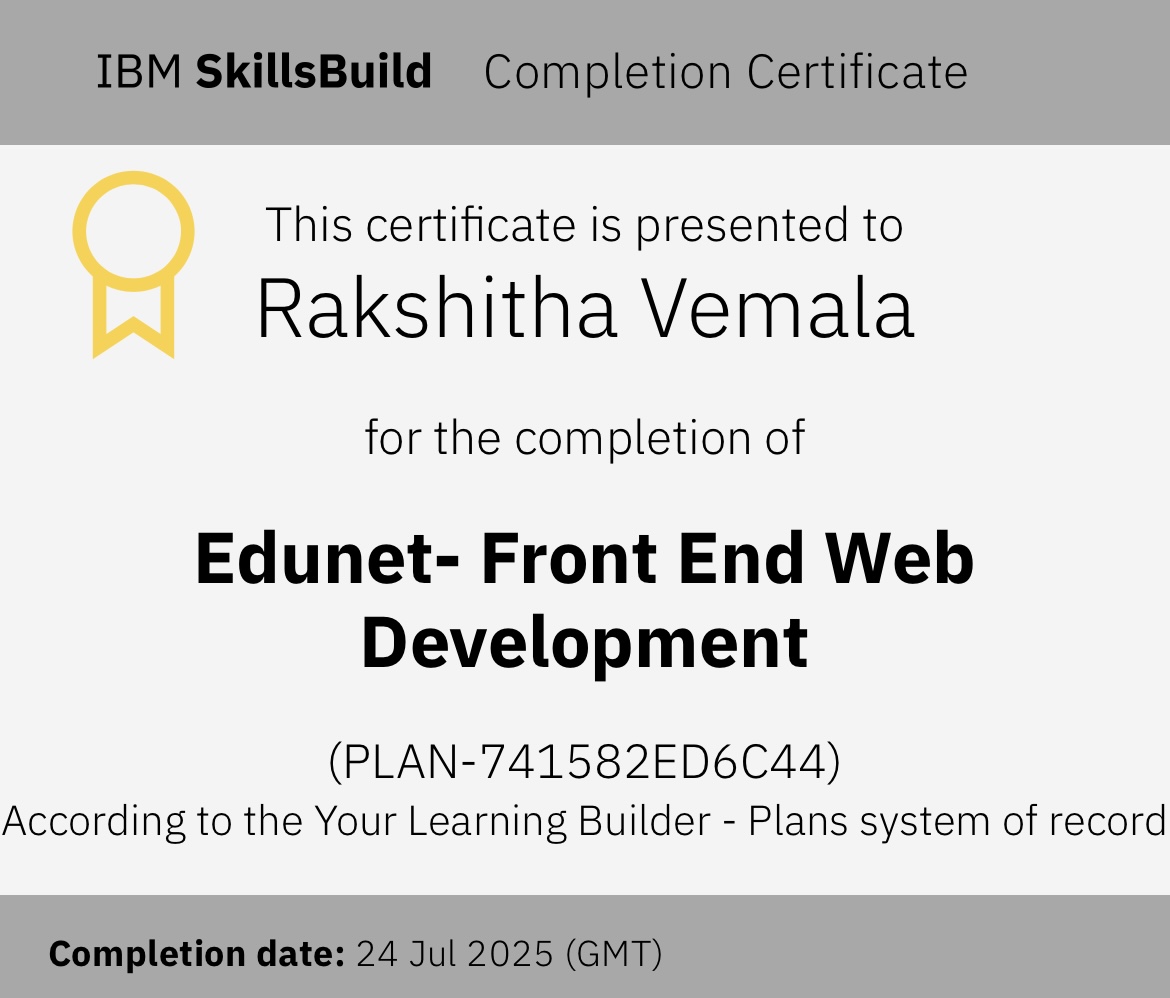 IBM SkillsBuild Completion Certificate
This certificate is presented to
Rakshitha Vemala
for the completion of
Edunet- Front End Web
Development
(PLAN-741582ED6C44)
According to the Your Learning Builder - Plans system of record
Completion date: 24 Jul 2025 (GMT)